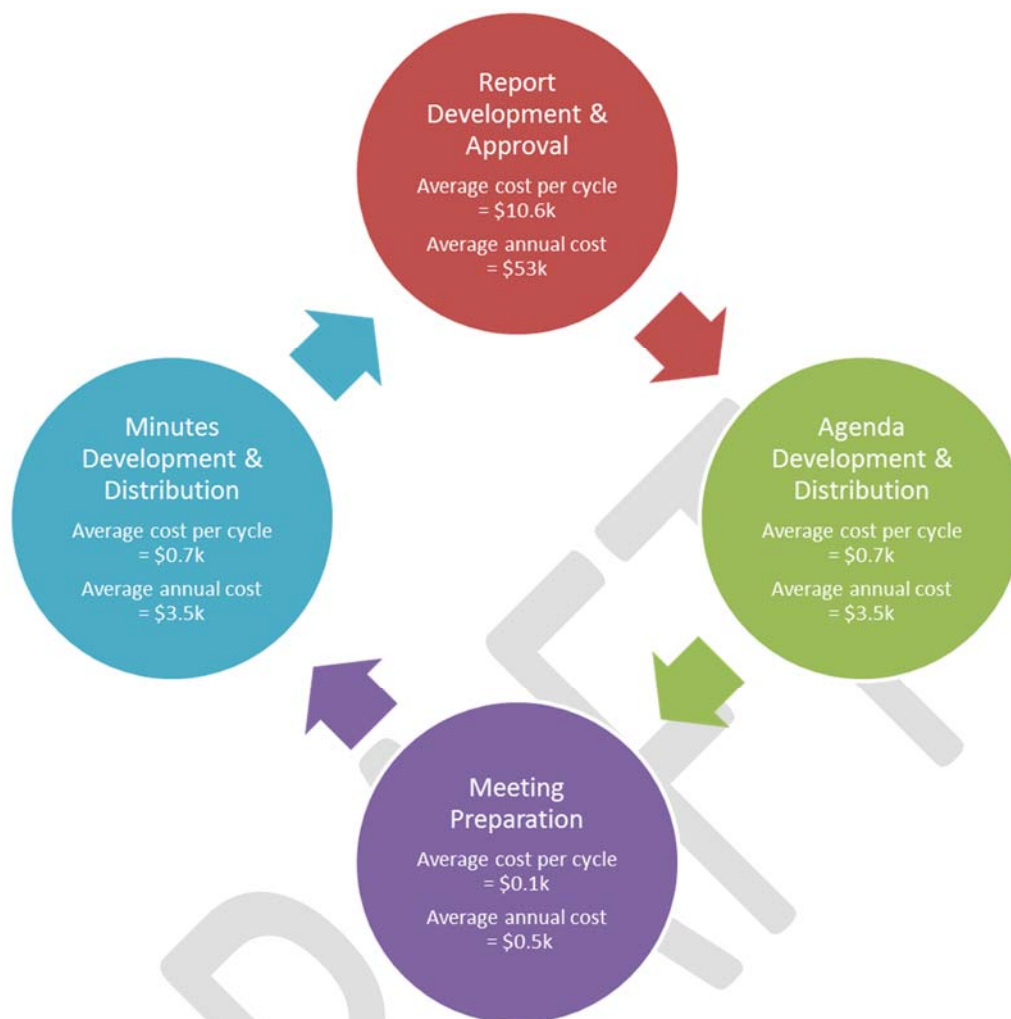 Report
Development &
Approval
Average cost per cycle
= $10.6k
Average annual cost
= $53k
Agenda
Development &
Distribution
Average cost per cycle
= $0.7k
Average annual cost
= $3.5k
Meeting
Preparation
Average cost per cycle
= $0.1k
Average annual cost
= $0.5k
Minutes
Development &
Distribution
Average cost per cycle
= $0.7k
Average annual cost
= $3.5k